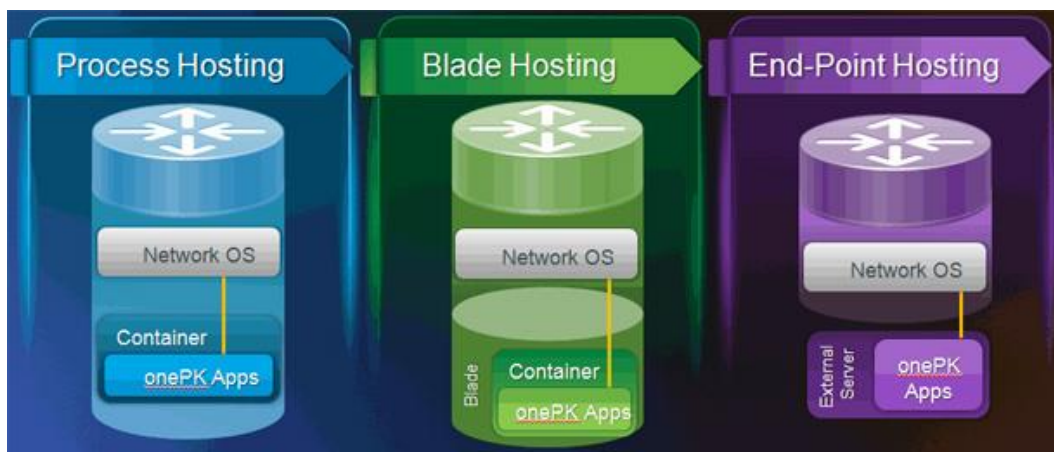 Process Hosting
Network OS
Container
onePK Apps
Blade Hosting
Network OS
Blade
Container
onePK Apps
End-Point Hosting
Network OS
External
Server
onePK
Apps